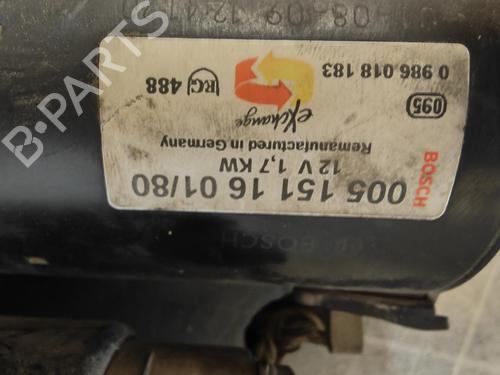 BOSCH
005 151 16 01/80
12 V 1,7 KW
Remanufactured in Germany
eXchange
095
0 986 018 183
EC 488
BOSCH
B-PARTS